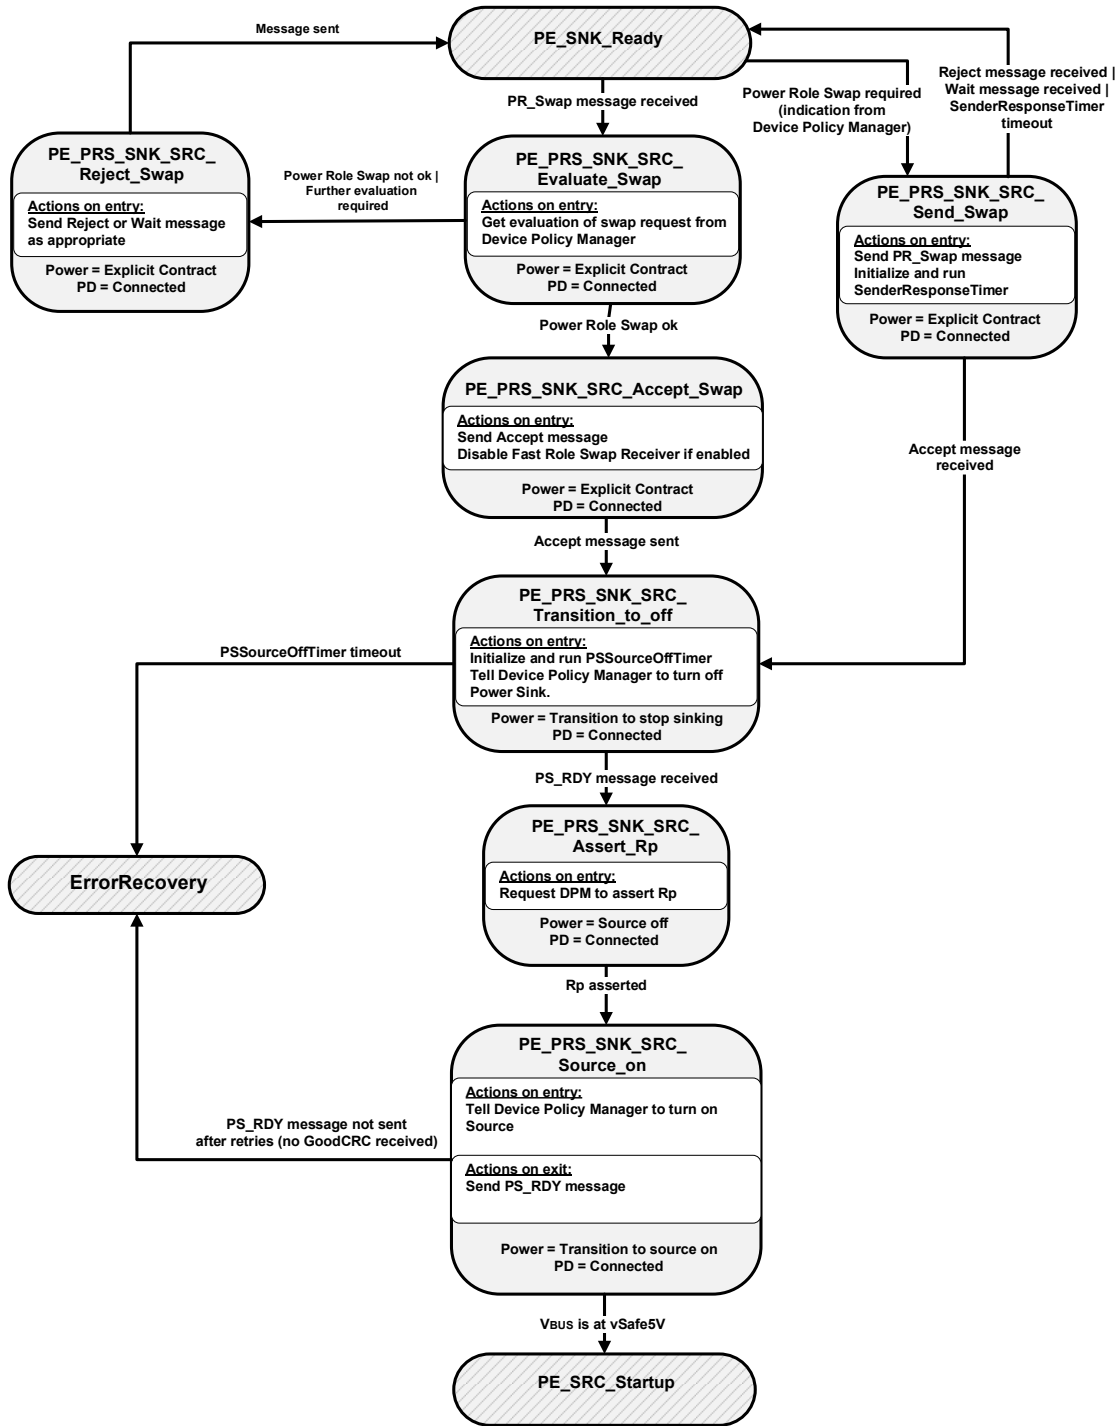 Message sent
PE_SNK_Ready
PR_Swap message received
Power Role Swap required
(indication from
Device Policy Manager)
Reject message received |
Wait message received |
SenderResponseTimer
timeout
PE_PRS_SNK_SRC_
Reject_Swap
Actions on entry:
Send Reject or Wait message
as appropriate
Power = Explicit Contract
PD = Connected
Power Role Swap not ok |
Further evaluation
required
PE_PRS_SNK_SRC_
Evaluate_Swap
Actions on entry:
Get evaluation of swap request from
Device Policy Manager
Power = Explicit Contract
PD = Connected
PE_PRS_SNK_SRC_
Send_Swap
Actions on entry:
Send PR_Swap message
Initialize and run
SenderResponseTimer
Power = Explicit Contract
PD = Connected
Power Role Swap ok
PE_PRS_SNK_SRC_Accept_Swap
Actions on entry:
Send Accept message
Disable Fast Role Swap Receiver if enabled
Power = Explicit Contract
PD = Connected
Accept message
received
Accept message sent
PE_PRS_SNK_SRC_
Transition_to_off
Actions on entry:
Initialize and run PSSourceOffTimer
Tell Device Policy Manager to turn off
Power Sink.
Power = Transition to stop sinking
PD = Connected
PSSourceOffTimer timeout
PS_RDY message received
PE_PRS_SNK_SRC_
Assert_Rp
Actions on entry:
Request DPM to assert Rp
Power = Source off
PD = Connected
ErrorRecovery
Rp asserted
PE_PRS_SNK_SRC_
Source_on
Actions on entry:
Tell Device Policy Manager to turn on
Source
Actions on exit:
Send PS_RDY message
Power = Transition to source on
PD = Connected
PS_RDY message not sent
after retries (no GoodCRC received)
VBUS is at vSafe5V
PE_SRC_Startup